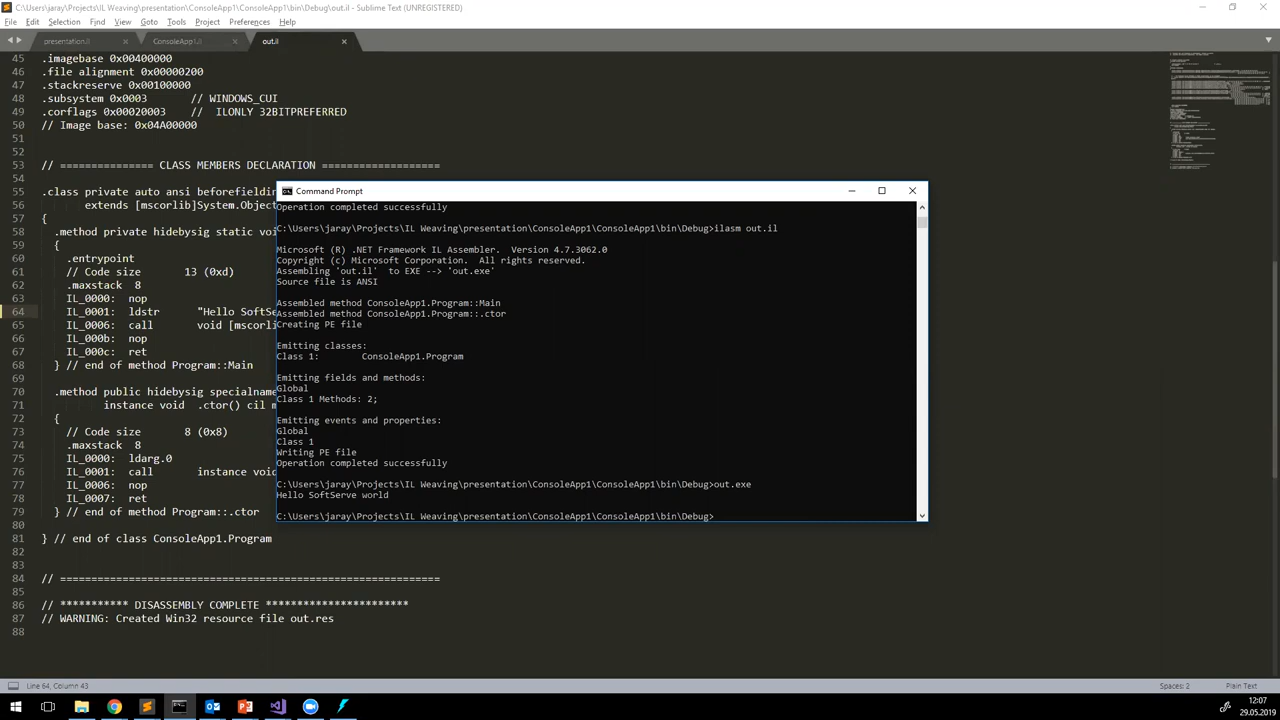 C:\Users\jaray\Projects\IL Weaving\presentation\ConsoleApp1\ConsoleApp1\bin\Debug\out.il - Sublime Text (UNREGISTERED)
File Edit Selection Find View Goto Tools Project Preferences Help
presentation.il ConsoleApp1.il out.il
45 .imagebase 0x00400000
46 .file alignment 0x00000200
47 .stackreserve 0x00100000
48 .subsystem 0x0003 // WINDOWS_CUI
49 .corflags 0x00020003 // ILONLY 32BITPREFERRED
50 // Image base: 0x04A00000
51
52
53 // =============== CLASS MEMBERS DECLARATION ===================
54
55 .class private auto ansi beforefieldin
56 extends [mscorlib]System.Object
57 {
58 .method private hidebysig static voi
59 {
60 .entrypoint
61 // Code size 13 (0xd)
62 .maxstack 8
63 IL_0000: nop
64 IL_0001: ldstr "Hello SoftSe
65 IL_0006: call void [mscorli
66 IL_000b: nop
67 IL_000c: ret
68 } // end of method Program::Main
69
70 .method public hidebysig specialname
71 instance void .ctor() cil m
72 {
73 // Code size 8 (0x8)
74 .maxstack 8
75 IL_0000: ldarg.0
76 IL_0001: call instance void
77 IL_0006: nop
78 IL_0007: ret
79 } // end of method Program::.ctor
80
81 } // end of class ConsoleApp1.Program
82
83
84 // =============================================================
85
86 // *********** DISASSEMBLY COMPLETE ***********************
87 // WARNING: Created Win32 resource file out.res
88
Command Prompt
Operation completed successfully
C:\Users\jaray\Projects\IL Weaving\presentation\ConsoleApp1\ConsoleApp1\bin\Debug>ilasm out.il
Microsoft (R) .NET Framework IL Assembler. Version 4.7.3062.0
Copyright (c) Microsoft Corporation. All rights reserved.
Assembling 'out.il' to EXE --> 'out.exe'
Source file is ANSI
Assembled method ConsoleApp1.Program::Main
Assembled method ConsoleApp1.Program::.ctor
Creating PE file
Emitting classes:
Class 1: ConsoleApp1.Program
Emitting fields and methods:
Global
Class 1 Methods: 2;
Emitting events and properties:
Global
Class 1
Writing PE file
Operation completed successfully
C:\Users\jaray\Projects\IL Weaving\presentation\ConsoleApp1\ConsoleApp1\bin\Debug>out.exe
Hello SoftServe world
C:\Users\jaray\Projects\IL Weaving\presentation\ConsoleApp1\ConsoleApp1\bin\Debug>
Line 64, Column 43 Spaces: 2 Plain Text
12:07
29.05.2019